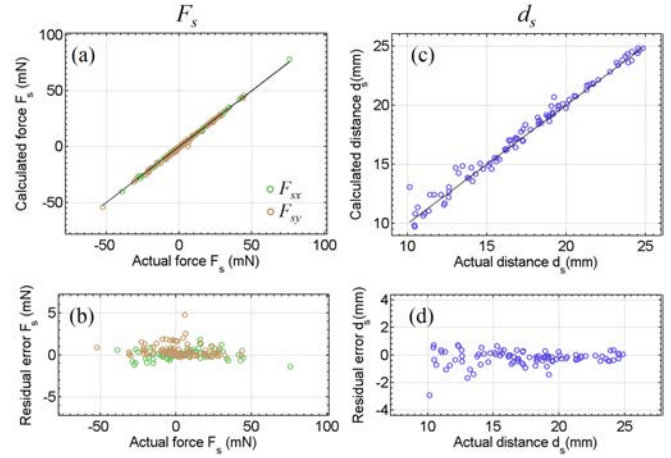 F_s
d_s
100
50
0
-50
-50
0
50
100
(a)
F_sx
F_sy
Calculated force F_s (mN)
Actual force F_s (mN)
25
20
15
10
10
15
20
25
(c)
Calculated distance d_s(mm)
Actual distance d_s(mm)
5
0
-5
-50
0
50
100
(b)
Residual error F_s (mN)
Actual force F_s (mN)
4
2
0
-2
-4
10
15
20
25
(d)
Residual error d_s(mm)
Actual distance d_s(mm)